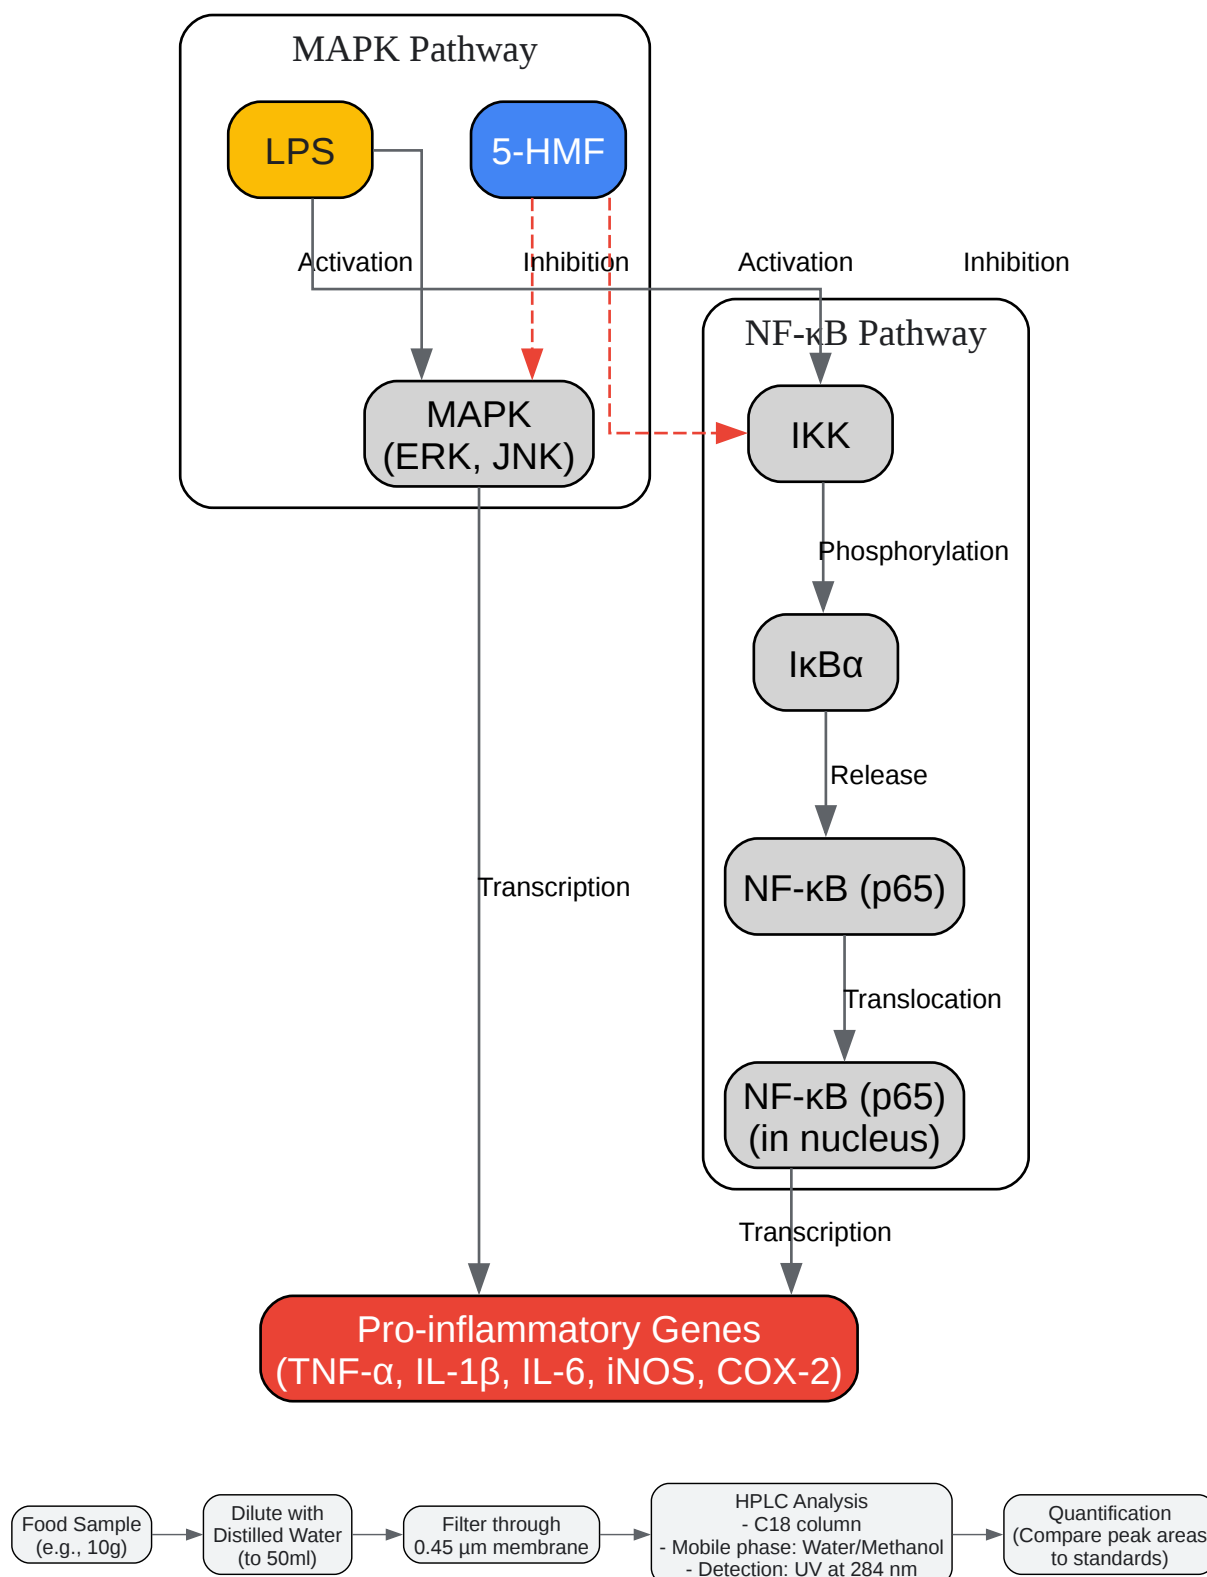 MAPK Pathway
LPS
5-HMF
Activation
Inhibition
Activation
Inhibition
NF-κB Pathway
MAPK
(ERK, JNK)
IKK
Phosphorylation
IκBα
Release
NF-κB (p65)
Transcription
Translocation
NF-κB (p65)
(in nucleus)
Transcription
Pro-inflammatory Genes
(TNF-α, IL-1β, IL-6, iNOS, COX-2)
Food Sample
(e.g., 10g)
Dilute with
Distilled Water
(to 50ml)
Filter through
0.45 µm membrane
HPLC Analysis
- C18 column
- Mobile phase: Water/Methanol
- Detection: UV at 284 nm
Quantification
(Compare peak areas
to standards)